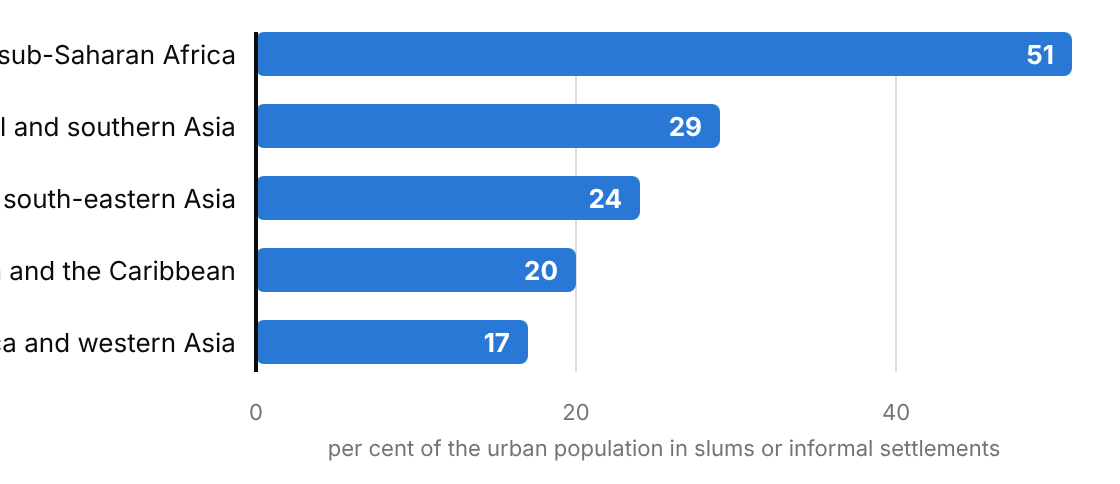 sub-Saharan Africa 51
and southern Asia 29
south-eastern Asia 24
and the Caribbean 20
and western Asia 17
0 20 40
per cent of the urban population in slums or informal settlements